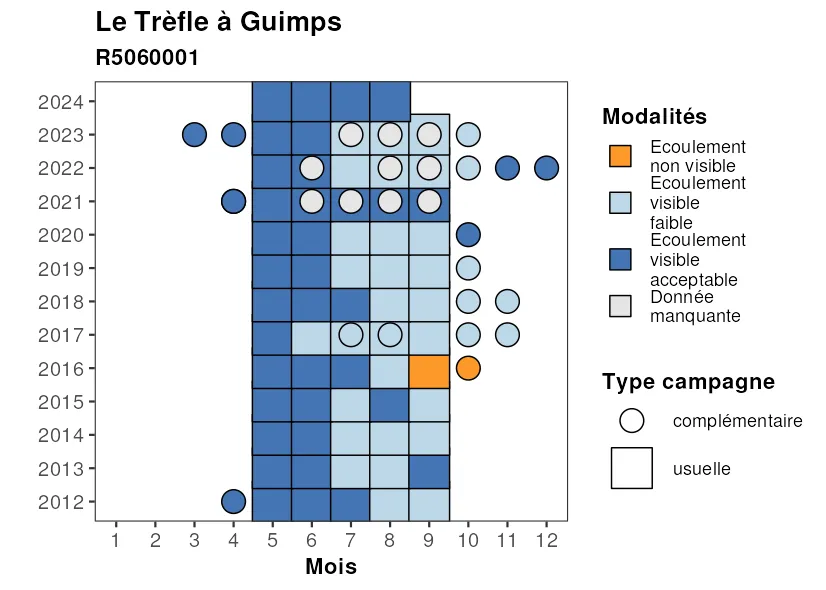 Le Trèfle à Guimps
R5060001
2024
2023
2022
2021
2020
2019
2018
2017
2016
2015
2014
2013
2012
1 2 3 4 5 6 7 8 9 10 11 12
Mois
Modalités
Ecoulement
non visible
Ecoulement
visible
faible
Ecoulement
visible
acceptable
Donnée
manquante
Type campagne
complémentaire
usuelle